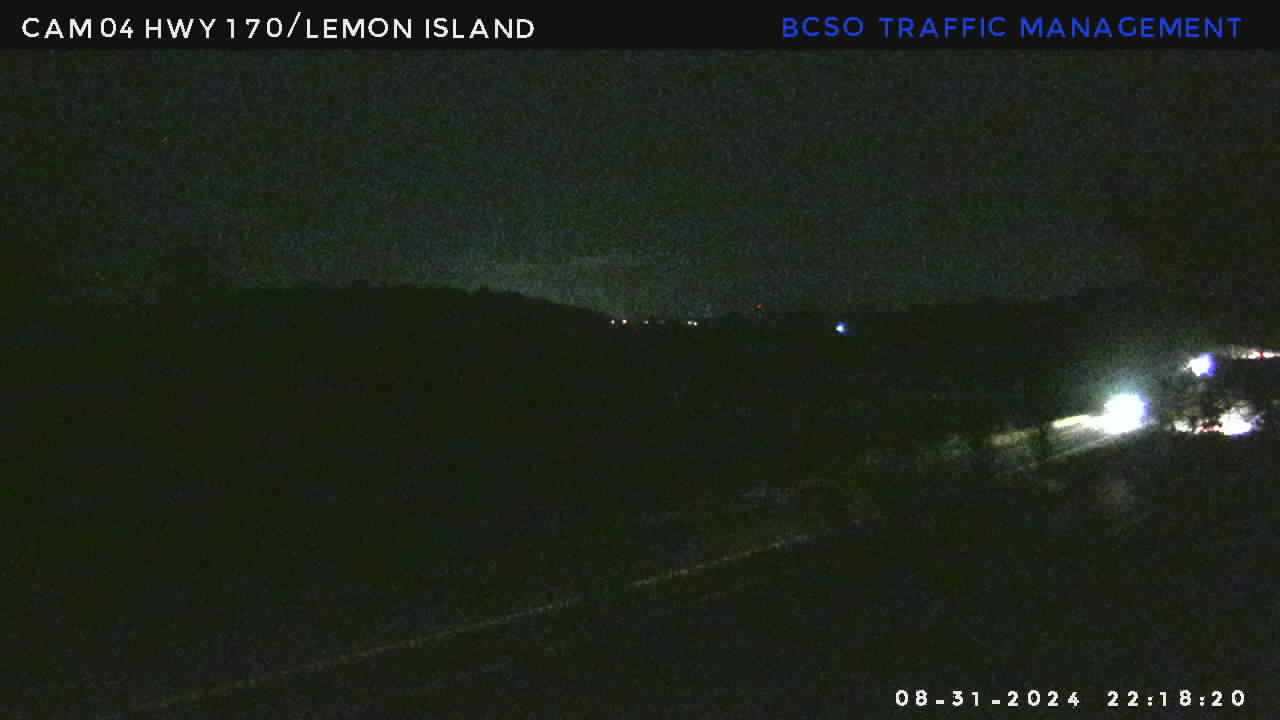 CAM04 HWY 170/LEMON ISLAND
BCSO TRAFFIC MANAGEMENT
08-31-2024 22:18:20